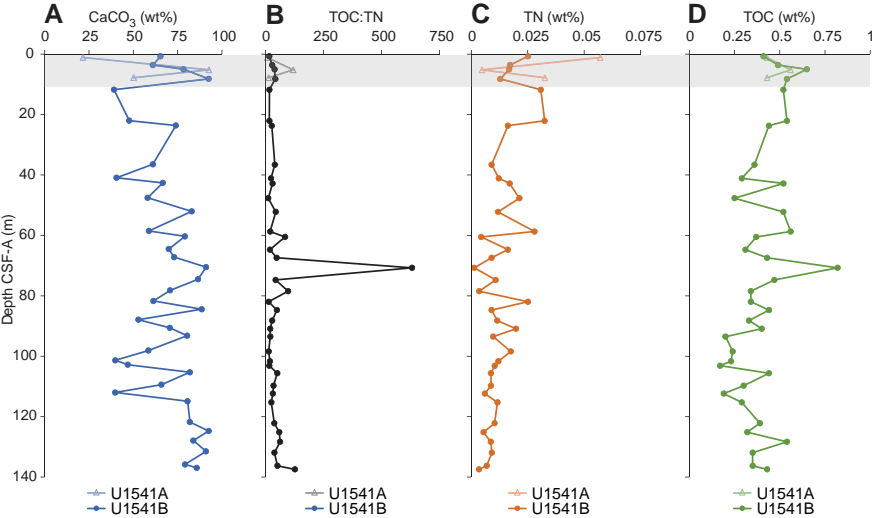 A CaCO3 (wt%) B TOC:TN C TN (wt%) D TOC (wt%)
0 25 50 75 100 0 250 500 750 0 0.025 0.05 0.075 0 0.25 0.5 0.75 1
0
20
40
60
80
100
120
140
Depth CSF-A (m)
U1541A U1541A U1541A U1541A
U1541B U1541B U1541B U1541B